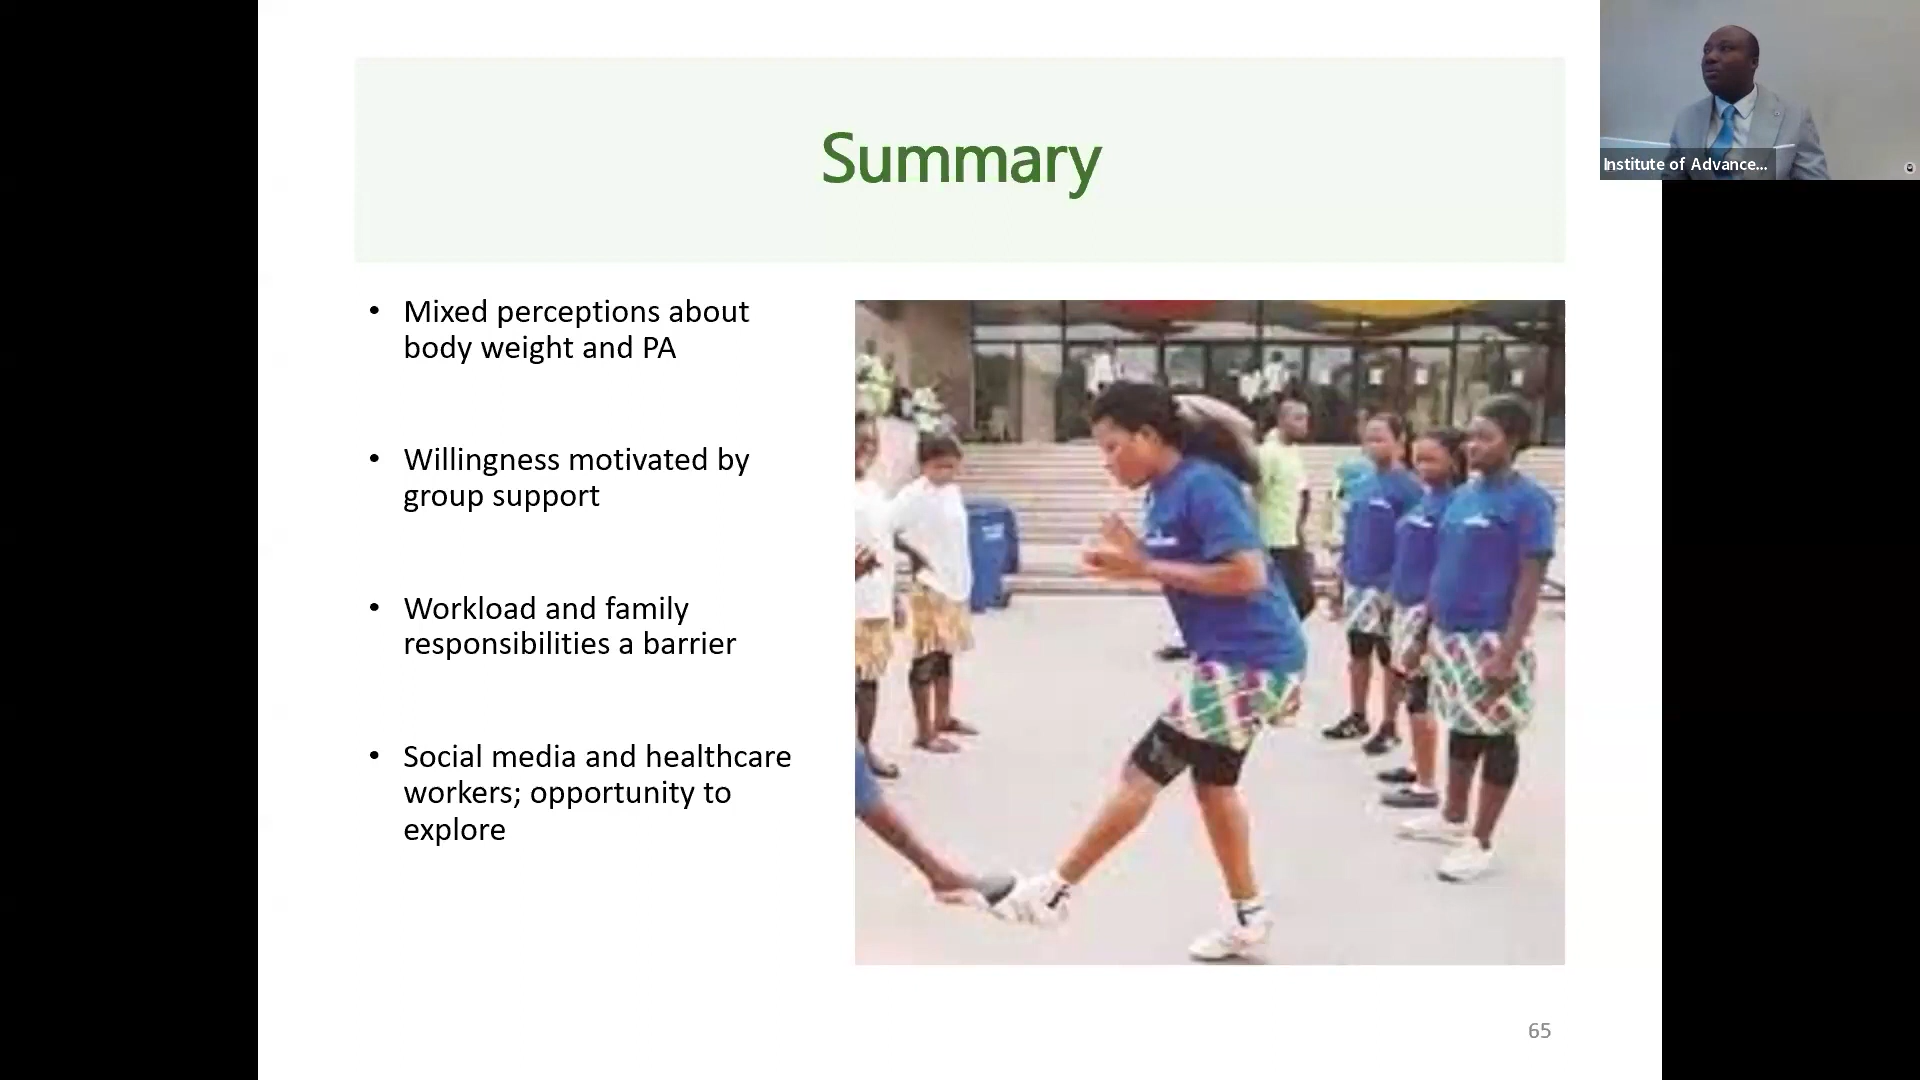 Summary
• Mixed perceptions about
body weight and PA
• Willingness motivated by
group support
• Workload and family
responsibilities a barrier
• Social media and healthcare
workers; opportunity to
explore
65
Institute of Advance...